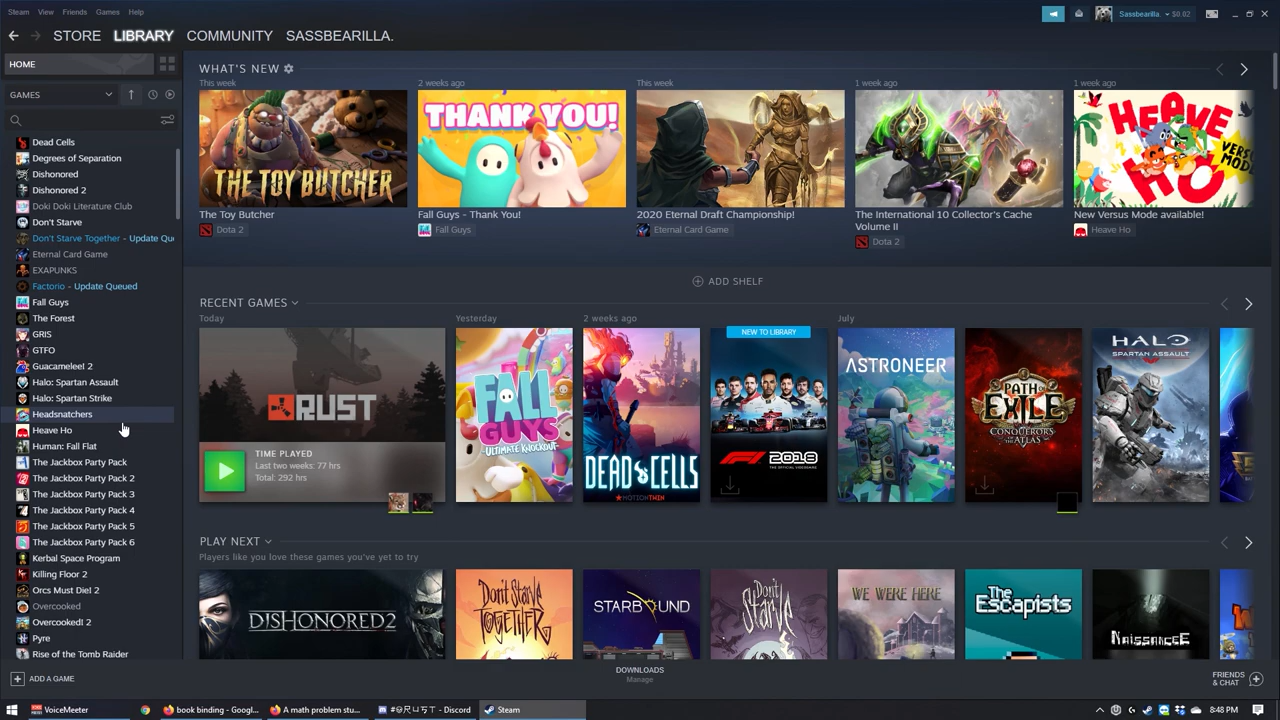 Steam View Friends Games Help
Sassbearilla. $0.02
STORE LIBRARY COMMUNITY SASSBEARILLA.
HOME
GAMES
Dead Cells
Degrees of Separation
Dishonored
Dishonored 2
Doki Doki Literature Club
Don't Starve
Don't Starve Together - Update Qu
Eternal Card Game
EXAPUNKS
Factorio - Update Queued
Fall Guys
The Forest
GRIS
GTFO
Guacamelee! 2
Halo: Spartan Assault
Halo: Spartan Strike
Headsnatchers
Heave Ho
Human: Fall Flat
The Jackbox Party Pack
The Jackbox Party Pack 2
The Jackbox Party Pack 3
The Jackbox Party Pack 4
The Jackbox Party Pack 5
The Jackbox Party Pack 6
Kerbal Space Program
Killing Floor 2
Orcs Must Die! 2
Overcooked
Overcooked! 2
Pyre
Rise of the Tomb Raider
WHAT'S NEW
This week 2 weeks ago This week 1 week ago 1 week ago
THE TOY BUTCHER
THANK YOU!
HEAVE HO
VERSUS MOD
The Toy Butcher
Dota 2
Fall Guys - Thank You!
Fall Guys
2020 Eternal Draft Championship!
Eternal Card Game
The International 10 Collector's Cache
Volume II
Dota 2
New Versus Mode available!
Heave Ho
ADD SHELF
RECENT GAMES
Today Yesterday 2 weeks ago July
NEW TO LIBRARY
RUST
TIME PLAYED
Last two weeks: 77 hrs
Total: 292 hrs
FALL GUYS
ULTIMATE KNOCKOUT
DEAD CELLS
MOTION TWIN
F1 2018
THE OFFICIAL VIDEOGAME
ASTRONEER
PATH OF EXILE
CONQUERORS
OF THE ATLAS
HALO
SPARTAN ASSAULT
PLAY NEXT
Players like you love these games you've yet to try
DISHONORED 2
Don't Starve
TOGETHER
STARBOUND
Don't Starve
WE WERE HERE
The Escapists
NAISSANCEE
ADD A GAME
DOWNLOADS
Manage
FRIENDS
& CHAT
VoiceMeeter
book binding - Googl...
A math problem stu...
#@尺ㄐ丂ㄒ - Discord
Steam
8:48 PM